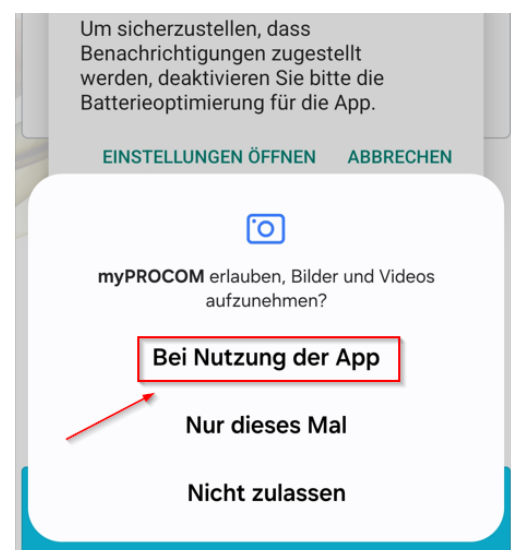 Um sicherzustellen, dass
Benachrichtigungen zugestellt
werden, deaktivieren Sie bitte die
Batterieoptimierung für die App.
EINSTELLUNGEN ÖFFNEN ABBRECHEN
myPROCOM erlauben, Bilder und Videos
aufzunehmen?
Bei Nutzung der App
Nur dieses Mal
Nicht zulassen